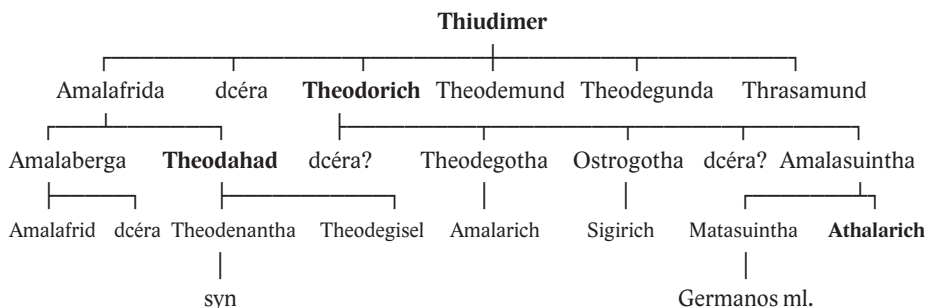 Thiudimer
Amalafrida dcéra Theodorich Theodemund Theodegunda Thrasamund
Amalaberga Theodahad dcéra? Theodegotha Ostrogotha dcéra? Amalasuintha
Amalafrid dcéra Theodenantha Theodegisel Amalarich Sigirich Matasuintha Athalarich
syn Germanos ml.